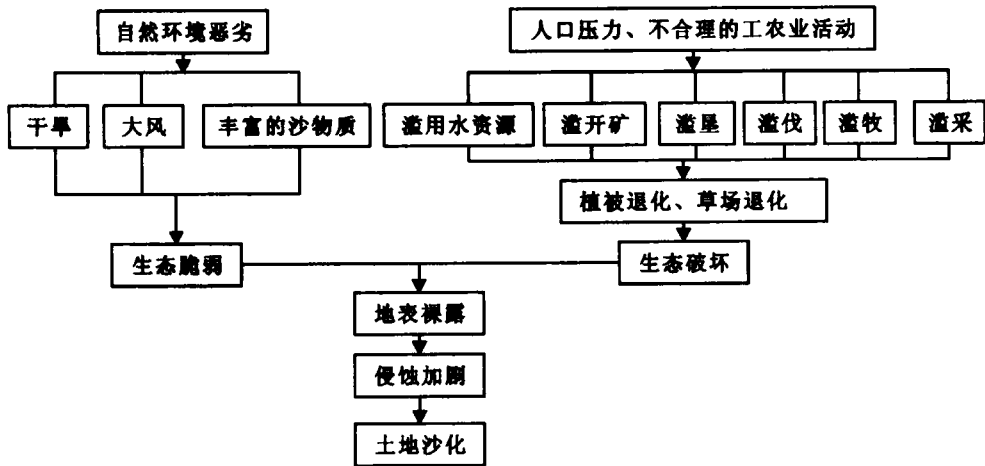 自然环境恶劣
人口压力、不合理的工农业活动
干旱
大风
丰富的沙物质
滥用水资源
滥开矿
滥垦
滥伐
滥牧
滥采
植被退化、草场退化
生态脆弱
生态破坏
地表裸露
侵蚀加剧
土地沙化